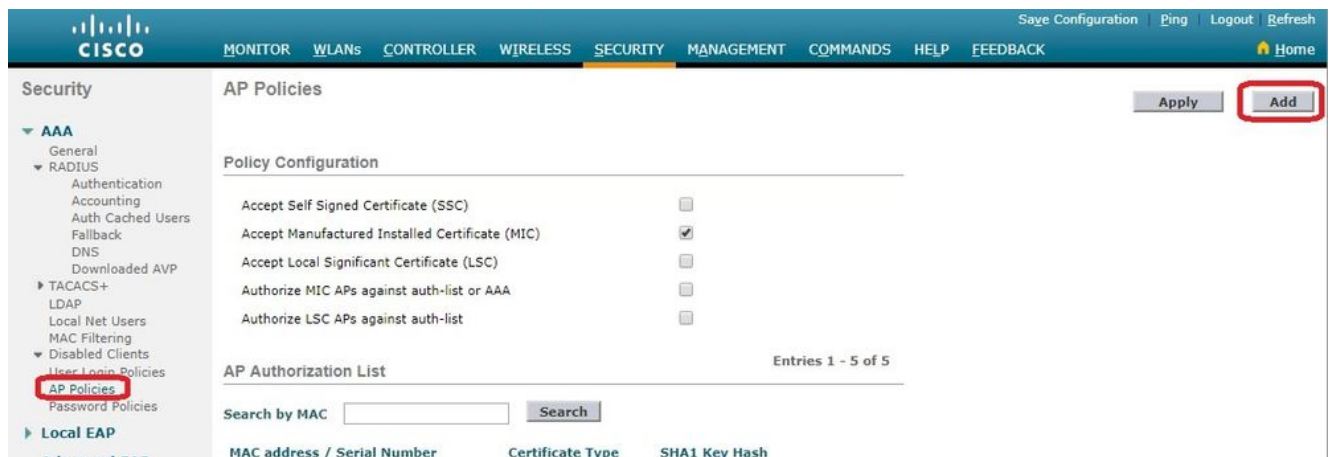 Save Configuration Ping Logout Refresh
CISCO MONITOR WLANs CONTROLLER WIRELESS SECURITY MANAGEMENT COMMANDS HELP FEEDBACK Home
Security
AAA
General
RADIUS
Authentication
Accounting
Auth Cached Users
Fallback
DNS
Downloaded AVP
TACACS+
LDAP
Local Net Users
MAC Filtering
Disabled Clients
User Login Policies
AP Policies
Password Policies
Local EAP
AP Policies
Apply Add
Policy Configuration
Accept Self Signed Certificate (SSC)
Accept Manufactured Installed Certificate (MIC)
Accept Local Significant Certificate (LSC)
Authorize MIC APs against auth-list or AAA
Authorize LSC APs against auth-list
AP Authorization List Entries 1 - 5 of 5
Search by MAC Search
MAC address / Serial Number Certificate Type SHA1 Key Hash